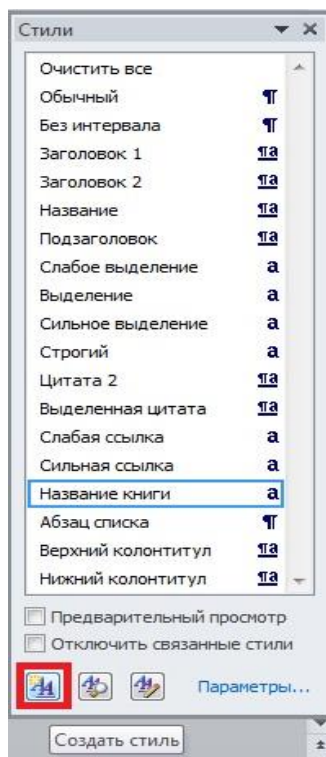 Стили
Очистить все
Обычный ¶
Без интервала ¶
Заголовок 1 ¶a
Заголовок 2 ¶a
Название ¶a
Подзаголовок ¶a
Слабое выделение a
Выделение a
Сильное выделение a
Строгий a
Цитата 2 ¶a
Выделенная цитата ¶a
Слабая ссылка a
Сильная ссылка a
Название книги a
Абзац списка ¶
Верхний колонтитул ¶a
Нижний колонтитул ¶a
Предварительный просмотр
Отключить связанные стили
Параметры...
Создать стиль